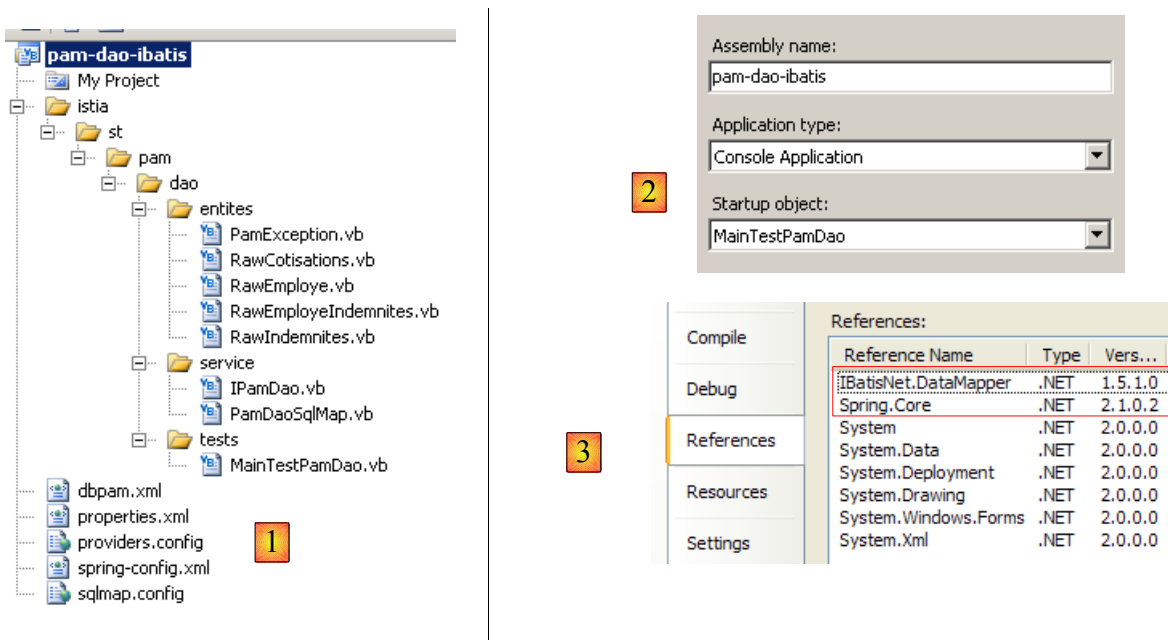 pam-dao-ibatis
My Project
istia
st
pam
dao
entites
PamException.vb
RawCotisations.vb
RawEmploye.vb
RawEmployeIndemnites.vb
RawIndemnites.vb
service
IPamDao.vb
PamDaoSqlMap.vb
tests
MainTestPamDao.vb
dbpam.xml
properties.xml
providers.config
spring-config.xml
sqlmap.config
1
Assembly name:
pam-dao-ibatis
Application type:
Console Application
Startup object:
MainTestPamDao
2
Compile
Debug
References
Resources
Settings
3
References:
Reference Name Type Vers...
IBatisNet.DataMapper .NET 1.5.1.0
Spring.Core .NET 2.1.0.2
System .NET 2.0.0.0
System.Data .NET 2.0.0.0
System.Deployment .NET 2.0.0.0
System.Drawing .NET 2.0.0.0
System.Windows.Forms .NET 2.0.0.0
System.Xml .NET 2.0.0.0